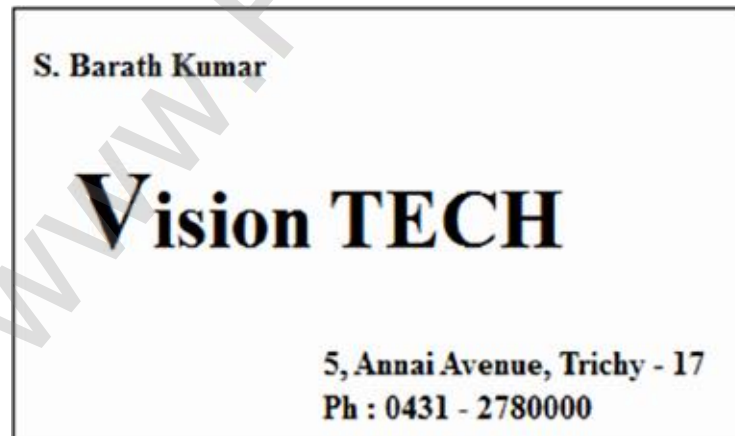 S. Barath Kumar
Vision TECH
5, Annai Avenue, Trichy - 17
Ph : 0431 - 2780000